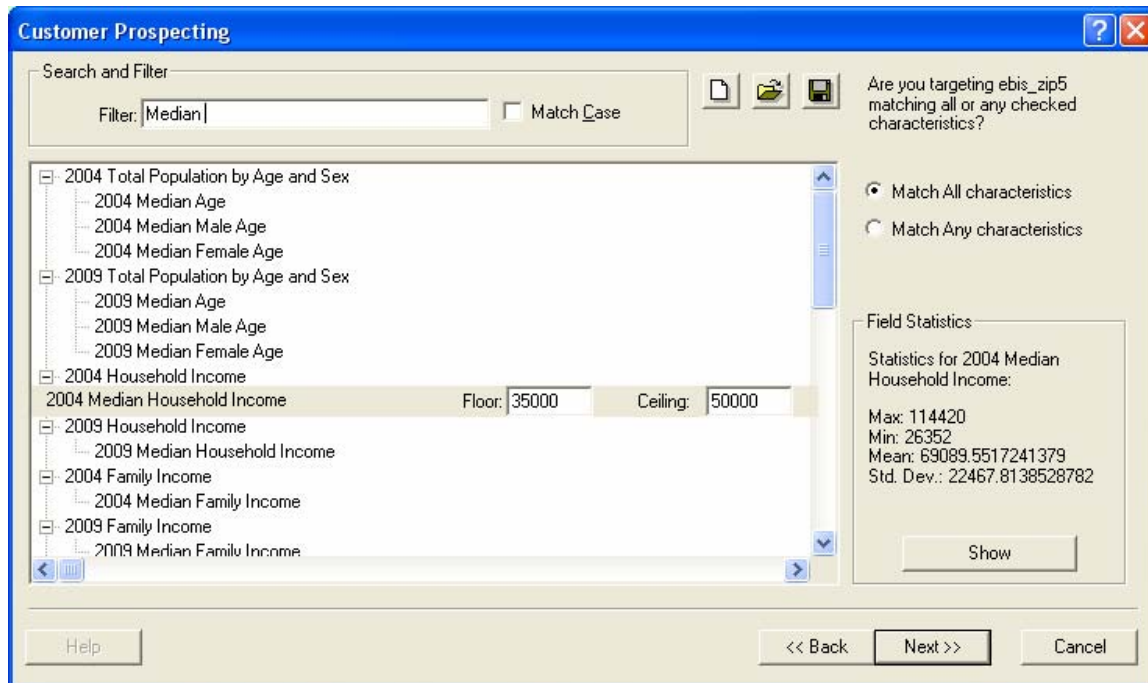 Customer Prospecting
Search and Filter
Filter: Median
Match Case
Are you targeting ebis_zip5
matching all or any checked
characteristics?
2004 Total Population by Age and Sex
2004 Median Age
2004 Median Male Age
2004 Median Female Age
2009 Total Population by Age and Sex
2009 Median Age
2009 Median Male Age
2009 Median Female Age
2004 Household Income
2004 Median Household Income Floor: 35000 Ceiling: 50000
2009 Household Income
2009 Median Household Income
2004 Family Income
2004 Median Family Income
2009 Family Income
2009 Median Family Income
Match All characteristics
Match Any characteristics
Field Statistics
Statistics for 2004 Median
Household Income:
Max: 114420
Min: 26352
Mean: 69089.5517241379
Std. Dev.: 22467.8138528782
Show
Help
<< Back
Next >>
Cancel